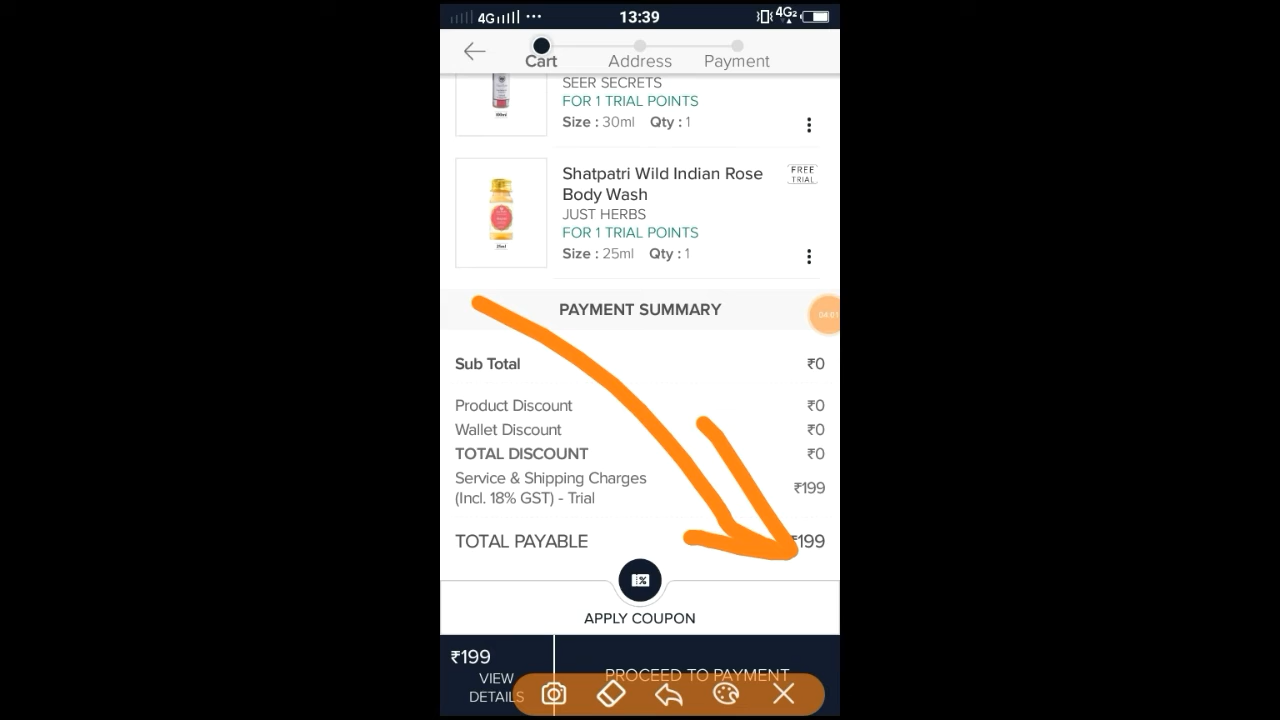 4G
13:39
4G2
Cart Address Payment
SEER SECRETS
FOR 1 TRIAL POINTS
Size : 30ml Qty : 1
Shatpatri Wild Indian Rose
Body Wash
FREE
TRIAL
JUST HERBS
FOR 1 TRIAL POINTS
Size : 25ml Qty : 1
PAYMENT SUMMARY
04:01
Sub Total ₹0
Product Discount ₹0
Wallet Discount ₹0
TOTAL DISCOUNT ₹0
Service & Shipping Charges
(Incl. 18% GST) - Trial ₹199
TOTAL PAYABLE ₹199
APPLY COUPON
₹199
VIEW
DETAILS
PROCEED TO PAYMENT